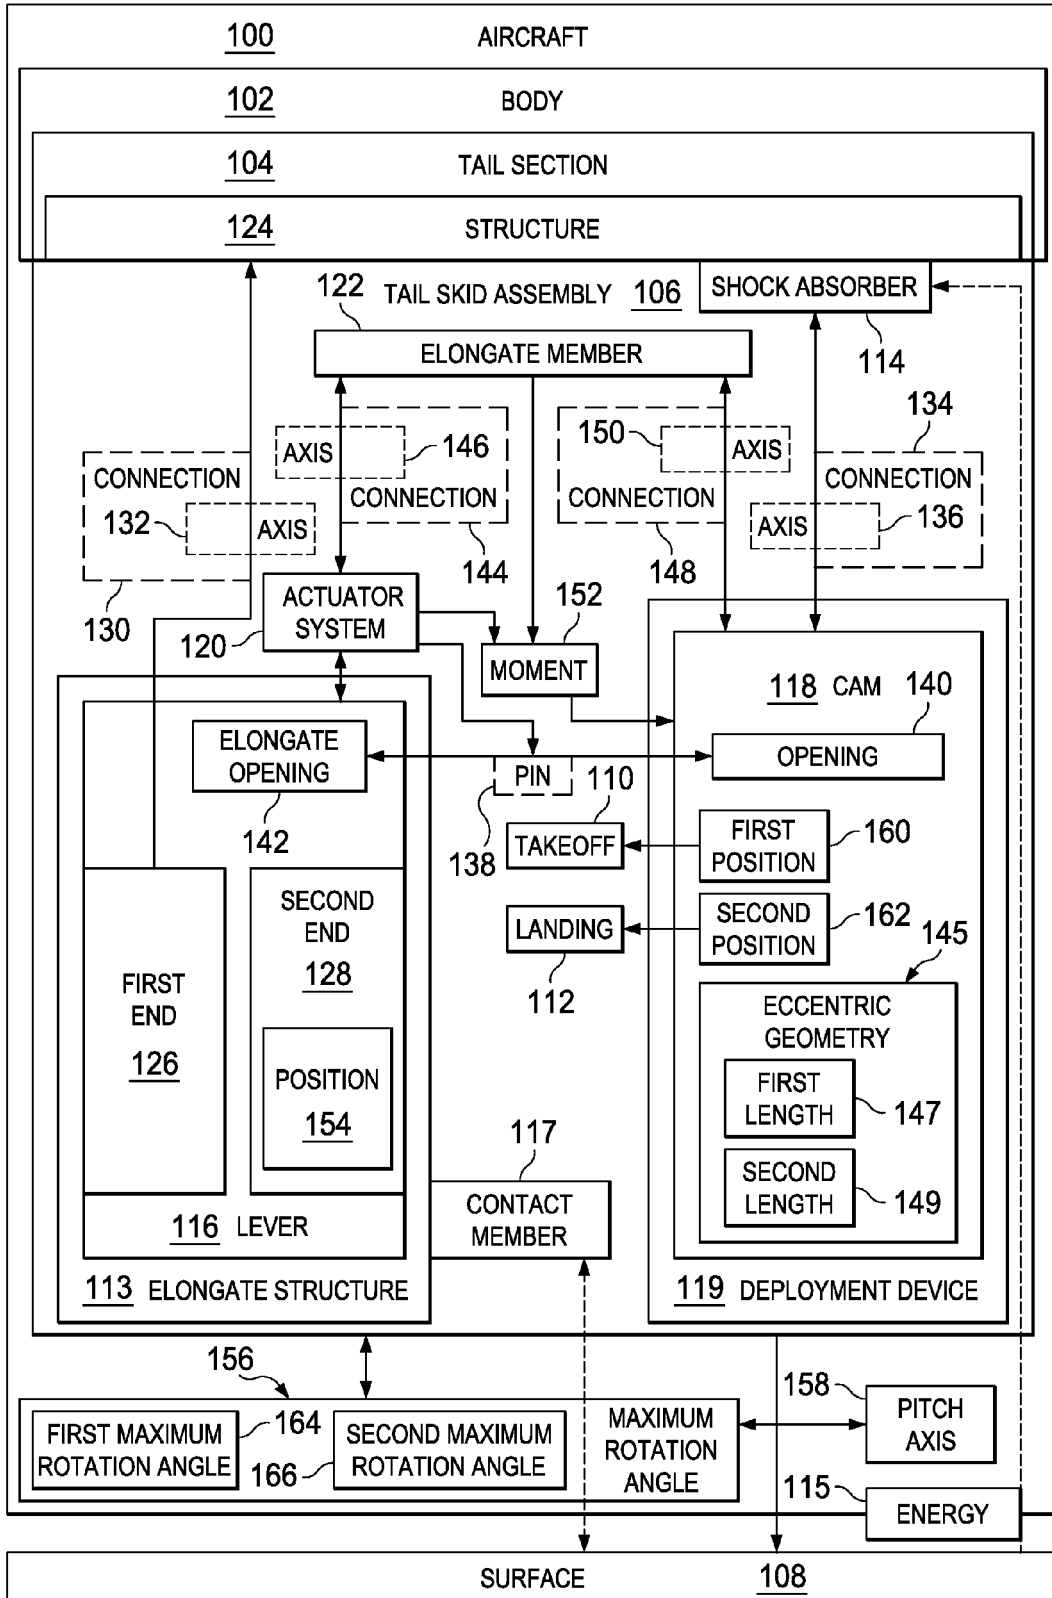 100 AIRCRAFT
102 BODY
104 TAIL SECTION
124 STRUCTURE
122 TAIL SKID ASSEMBLY 106 SHOCK ABSORBER
ELONGATE MEMBER
114
134
150
AXIS 146
AXIS
CONNECTION
CONNECTION
CONNECTION
CONNECTION
132 AXIS
AXIS 136
144
148
130
ACTUATOR
SYSTEM
120
152
MOMENT
118 CAM
140
ELONGATE
OPENING
OPENING
PIN
110
142
138
TAKEOFF
FIRST
POSITION
160
SECOND
END
128
LANDING
SECOND
POSITION
162
145
112
FIRST
END
126
ECCENTRIC
GEOMETRY
POSITION
154
FIRST
LENGTH
147
117
CONTACT
MEMBER
SECOND
LENGTH
149
116 LEVER
113 ELONGATE STRUCTURE
119 DEPLOYMENT DEVICE
156
158
FIRST MAXIMUM
ROTATION ANGLE
164
SECOND MAXIMUM
ROTATION ANGLE
166
MAXIMUM
ROTATION
ANGLE
PITCH
AXIS
115
ENERGY
SURFACE 108